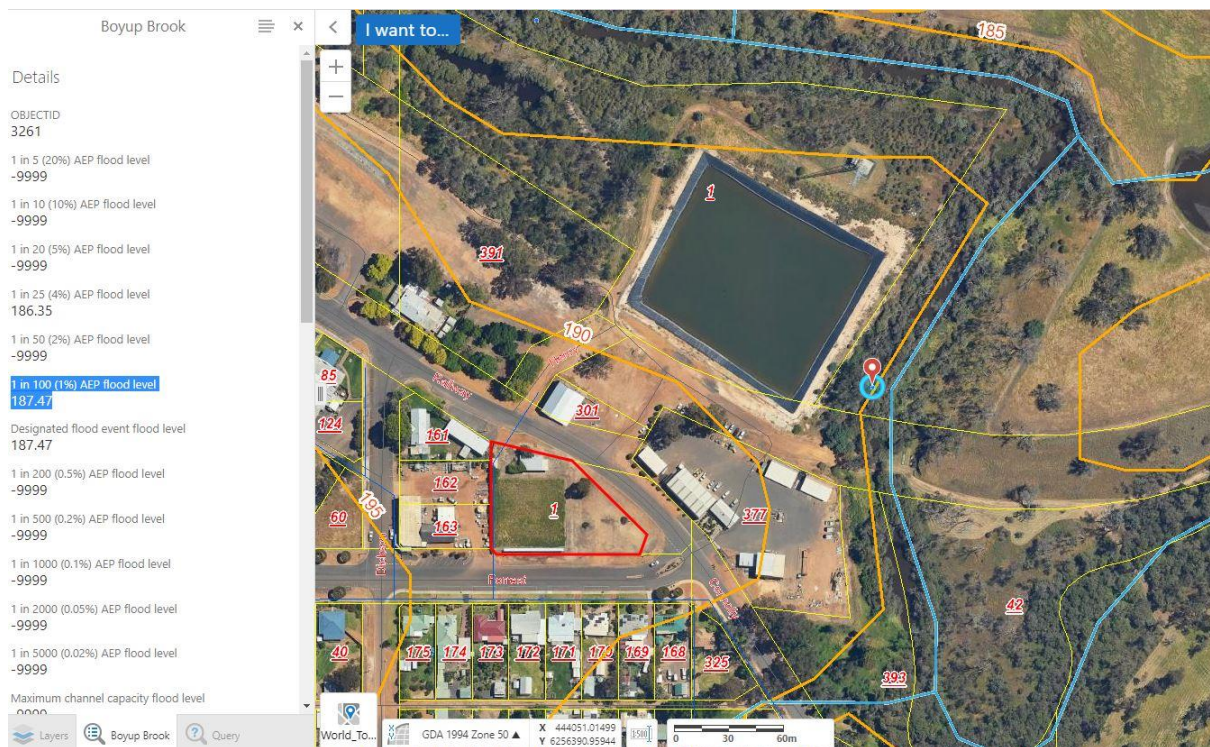 Boyup Brook
Details
OBJECTID
3261
1 in 5 (20%) AEP flood level
-9999
1 in 10 (10%) AEP flood level
-9999
1 in 20 (5%) AEP flood level
-9999
1 in 25 (4%) AEP flood level
186.35
1 in 50 (2%) AEP flood level
-9999
1 in 100 (1%) AEP flood level
187.47
Designated flood event flood level
187.47
1 in 200 (0.5%) AEP flood level
-9999
1 in 500 (0.2%) AEP flood level
-9999
1 in 1000 (0.1%) AEP flood level
-9999
1 in 2000 (0.05%) AEP flood level
-9999
1 in 5000 (0.02%) AEP flood level
-9999
Maximum channel capacity flood level
-9999
Layers
Boyup Brook
Query
I want to...
185
1
391
190
85
Railway
301
124
161
162
195
1
60
163
377
Forrest
42
40
175
174
173
172
171
170
169
168
325
393
World_To...
GDA 1994 Zone 50
X 444051.01499
Y 6256390.95944
0 30 60m